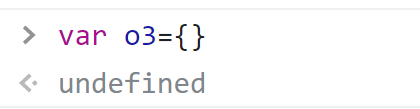 var o3={}
undefined